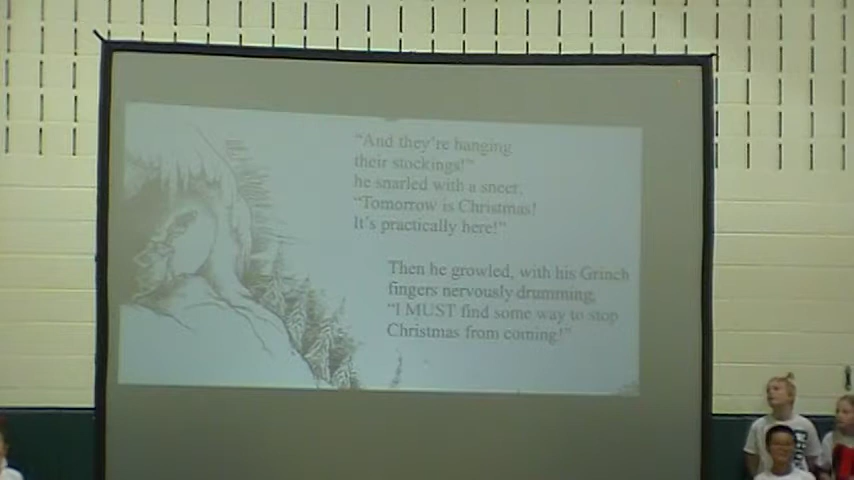 “And they're hanging
their stockings!”
he snarled with a sneer,
“Tomorrow is Christmas!
It's practically here!”
Then he growled, with his Grinch
fingers nervously drumming,
“I MUST find some way to stop
Christmas from coming!”